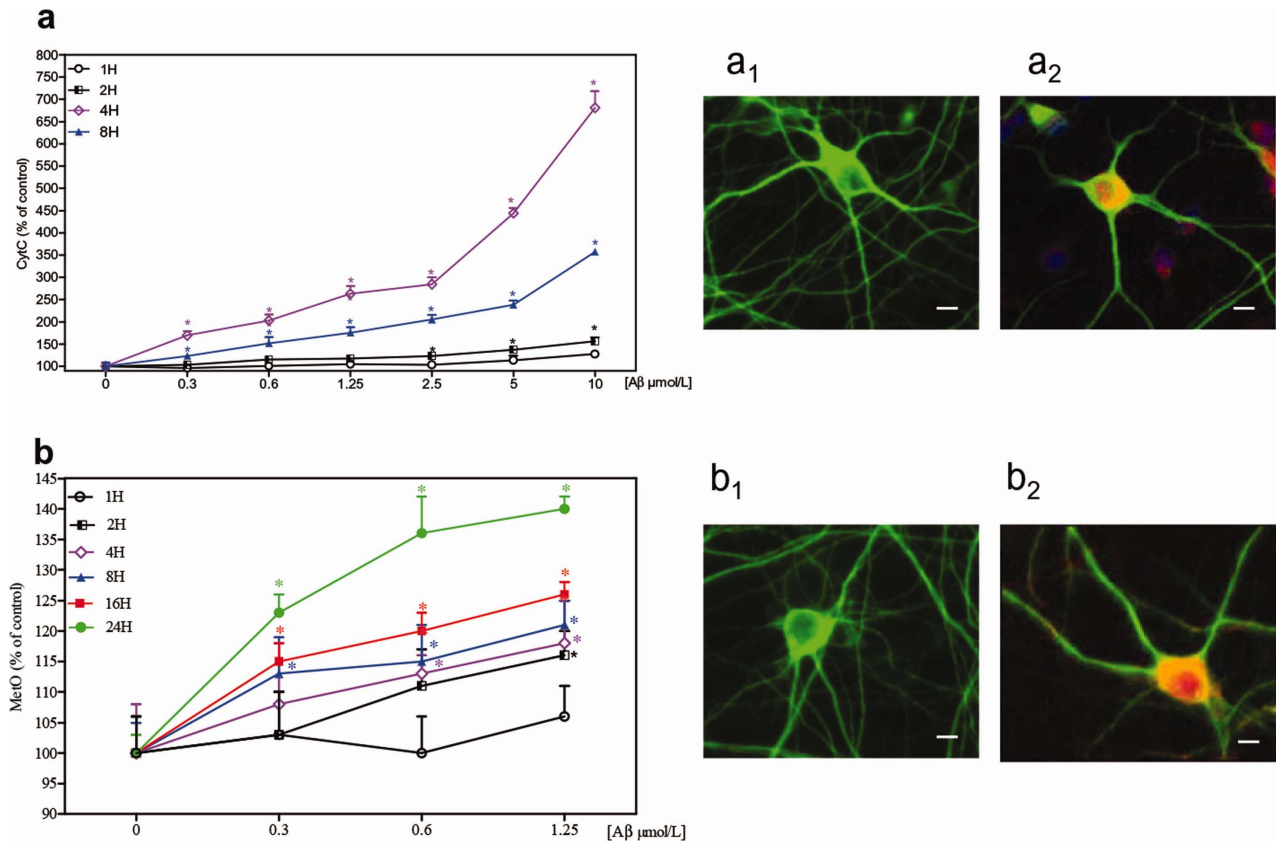 a
800
750
700
650
600
550
500
450
400
350
300
250
200
150
100
CytC (% of control)
1H
2H
4H
8H
* * * * * *
* * * * * *
* * *
0 0.3 0.6 1.25 2.5 5 10
[Aβ µmol/L]
a1
a2
b
145
140
135
130
125
120
115
110
105
100
95
90
MetO (% of control)
1H
2H
4H
8H
16H
24H
* * *
* * *
* * *
* *
*
0 0.3 0.6 1.25
[Aβ µmol/L]
b1
b2